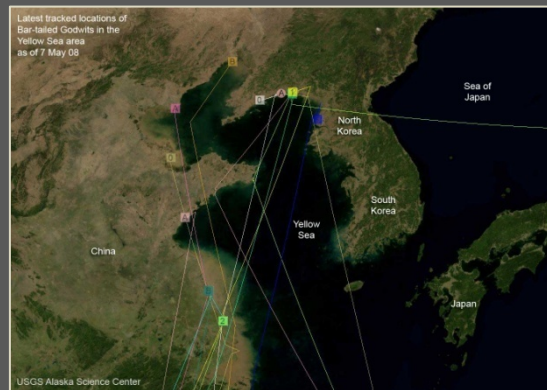 Latest tracked locations of
Bar-tailed Godwits in the
Yellow Sea area
as of 7 May 08
Sea of
Japan
North
Korea
South
Korea
Yellow
Sea
China
Japan
2
USGS Alaska Science Center